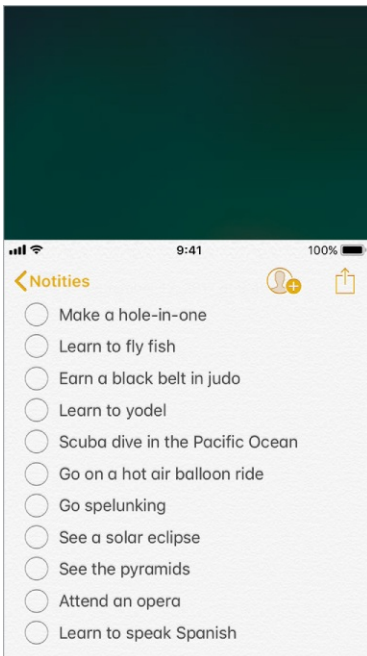 9:41
100%
Notities
Make a hole-in-one
Learn to fly fish
Earn a black belt in judo
Learn to yodel
Scuba dive in the Pacific Ocean
Go on a hot air balloon ride
Go spelunking
See a solar eclipse
See the pyramids
Attend an opera
Learn to speak Spanish